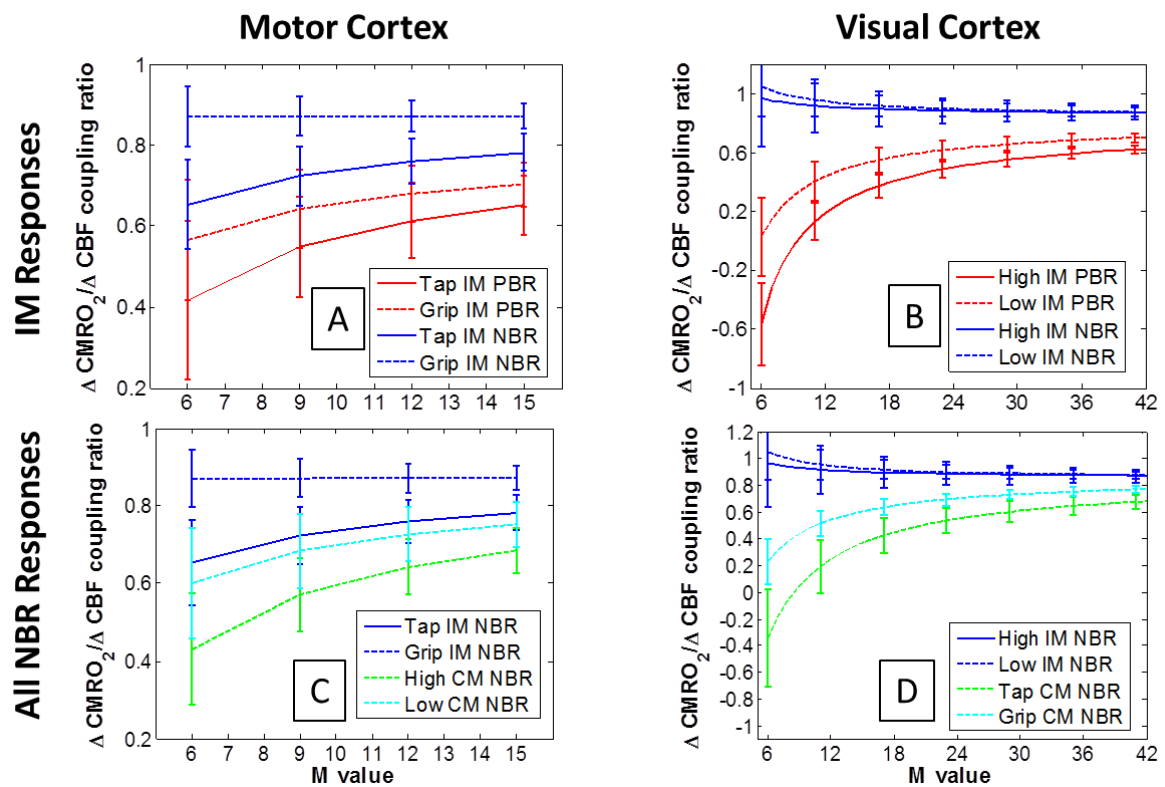 Motor Cortex
Visual Cortex
IM Responses
Δ CMRO2/Δ CBF coupling ratio
1
0.8
0.6
0.4
0.2
6 7 8 9 10 11 12 13 14 15
A
Tap IM PBR
Grip IM PBR
Tap IM NBR
Grip IM NBR
Δ CMRO2/Δ CBF coupling ratio
1
0.6
0.2
-0.2
-0.6
-1
6 12 18 24 30 36 42
B
High IM PBR
Low IM PBR
High IM NBR
Low IM NBR
All NBR Responses
Δ CMRO2/Δ CBF coupling ratio
1
0.8
0.6
0.4
0.2
6 7 8 9 10 11 12 13 14 15
M value
C
Tap IM NBR
Grip IM NBR
High CM NBR
Low CM NBR
Δ CMRO2/Δ CBF coupling ratio
1.2
1
0.8
0.6
0.4
0.2
0
-0.2
-0.4
-0.6
-0.8
-1
6 12 18 24 30 36 42
M value
D
High IM NBR
Low IM NBR
Tap CM NBR
Grip CM NBR